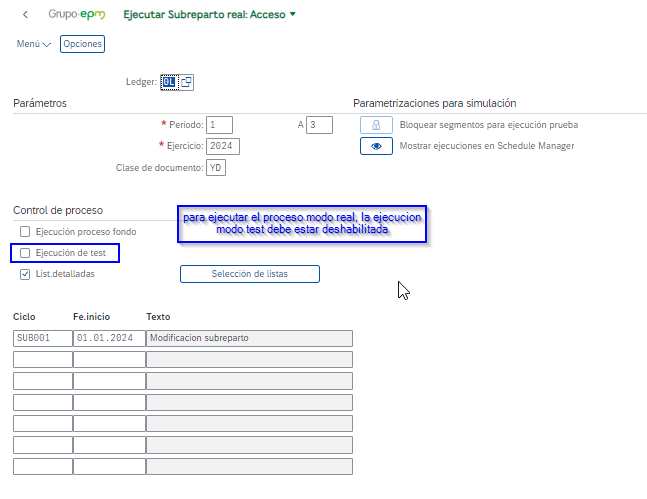 Grupo·epm Ejecutar Subreparto real: Acceso
Menú Opciones
Ledger: 0L
Parámetros Parametrizaciones para simulación
* Período: 1 A 3 Bloquear segmentos para ejecución prueba
* Ejercicio: 2024 Mostrar ejecuciones en Schedule Manager
Clase de documento: YD
Control de proceso
para ejecutar el proceso modo real, la ejecucion
modo test debe estar deshabilitada
Ejecución proceso fondo
Ejecución de test
List.detalladas Selección de listas
Ciclo Fe.inicio Texto
SUB001 01.01.2024 Modificacion subreparto